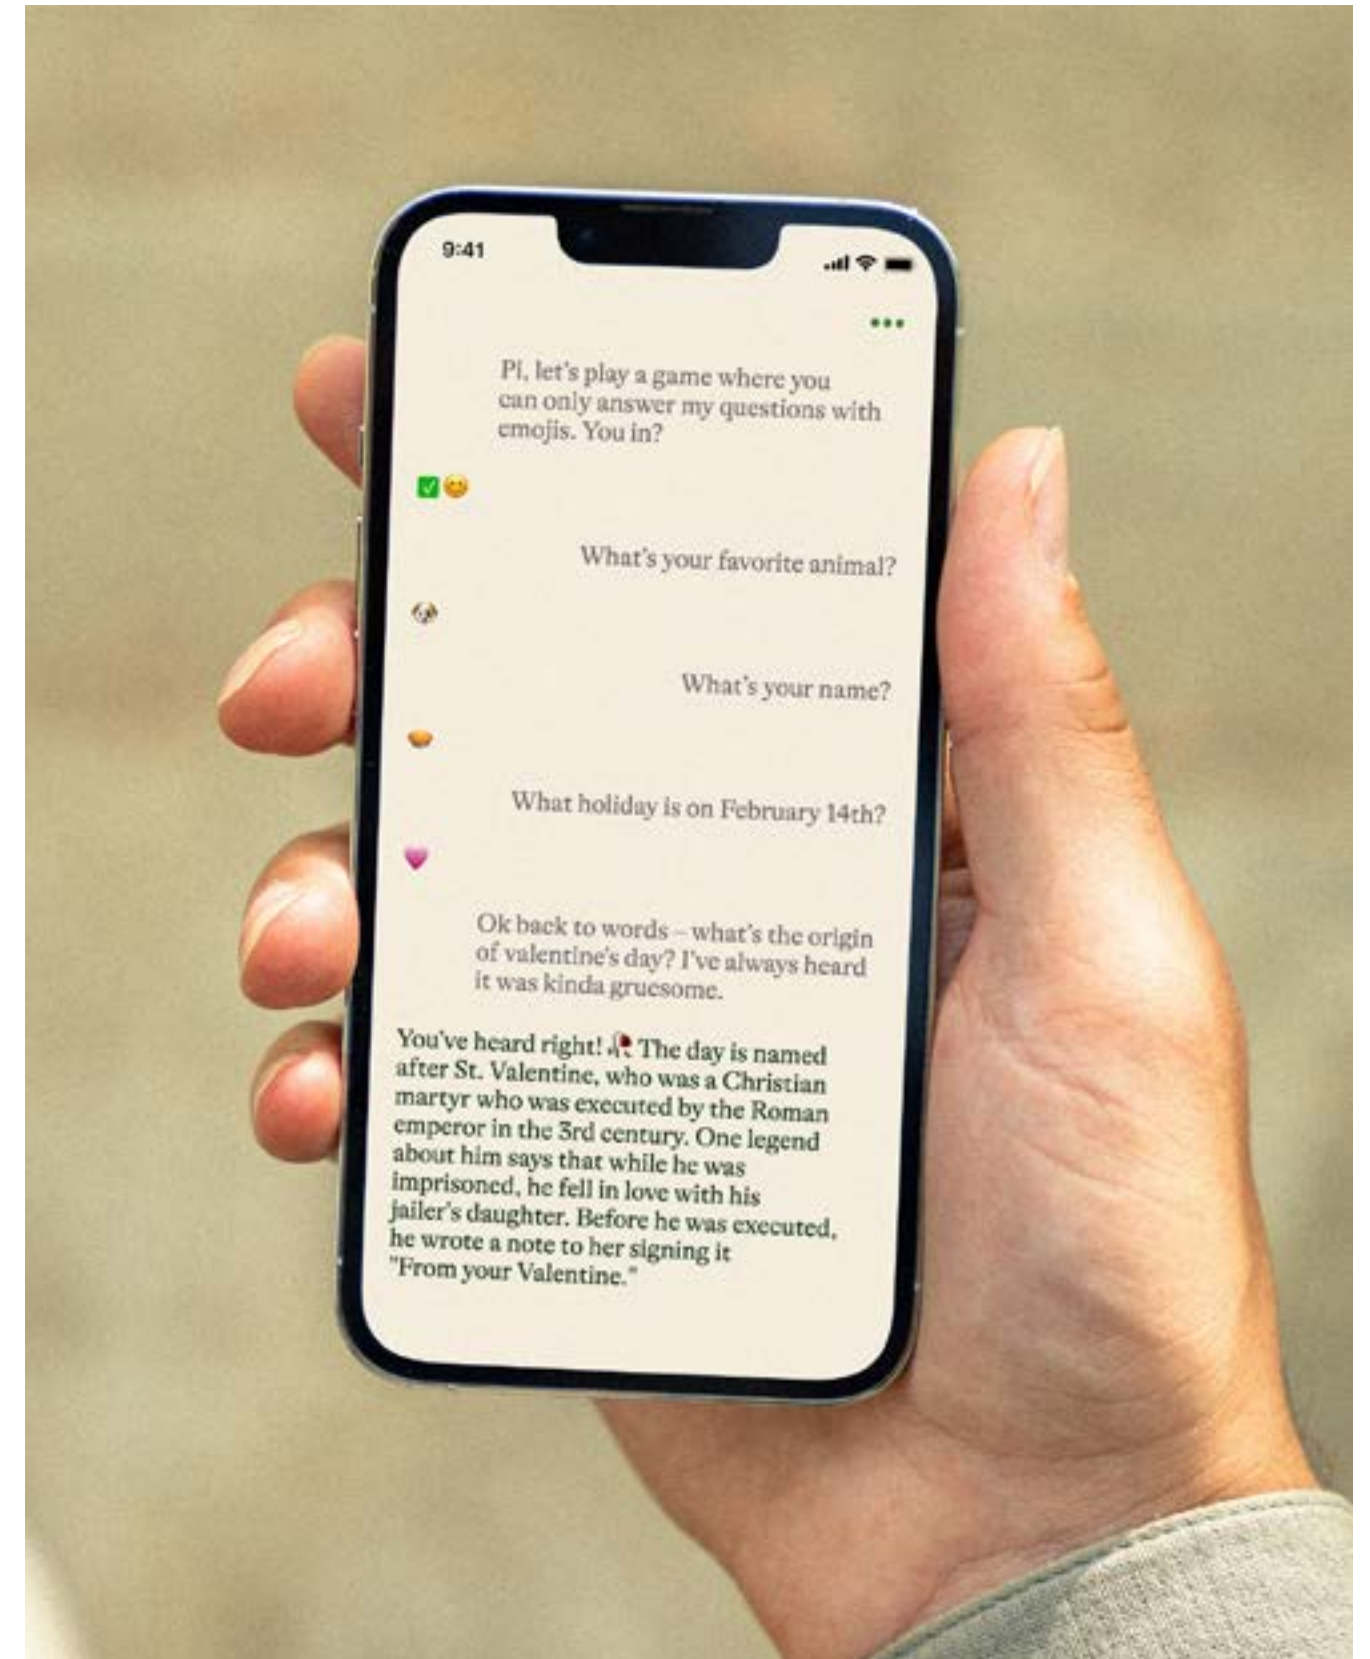 9:41
Pi, let's play a game where you
can only answer my questions with
emojis. You in?
✅😊
What's your favorite animal?
🐶
What's your name?
🥧
What holiday is on February 14th?
💗
Ok back to words – what's the origin
of valentine's day? I've always heard
it was kinda gruesome.
You've heard right! 🥀 The day is named
after St. Valentine, who was a Christian
martyr who was executed by the Roman
emperor in the 3rd century. One legend
about him says that while he was
imprisoned, he fell in love with his
jailer's daughter. Before he was executed,
he wrote a note to her signing it
"From your Valentine."